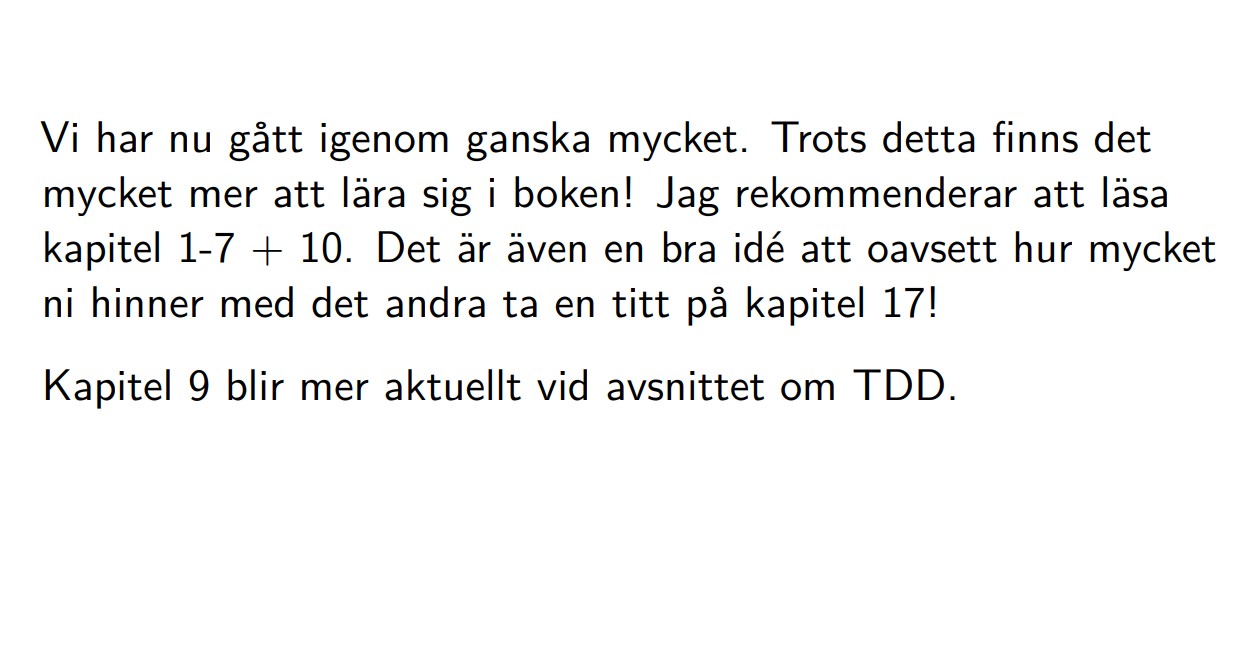 Vi har nu gått igenom ganska mycket. Trots detta finns det
mycket mer att lära sig i boken! Jag rekommenderar att läsa
kapitel 1-7 + 10. Det är även en bra idé att oavsett hur mycket
ni hinner med det andra ta en titt på kapitel 17!
Kapitel 9 blir mer aktuellt vid avsnittet om TDD.